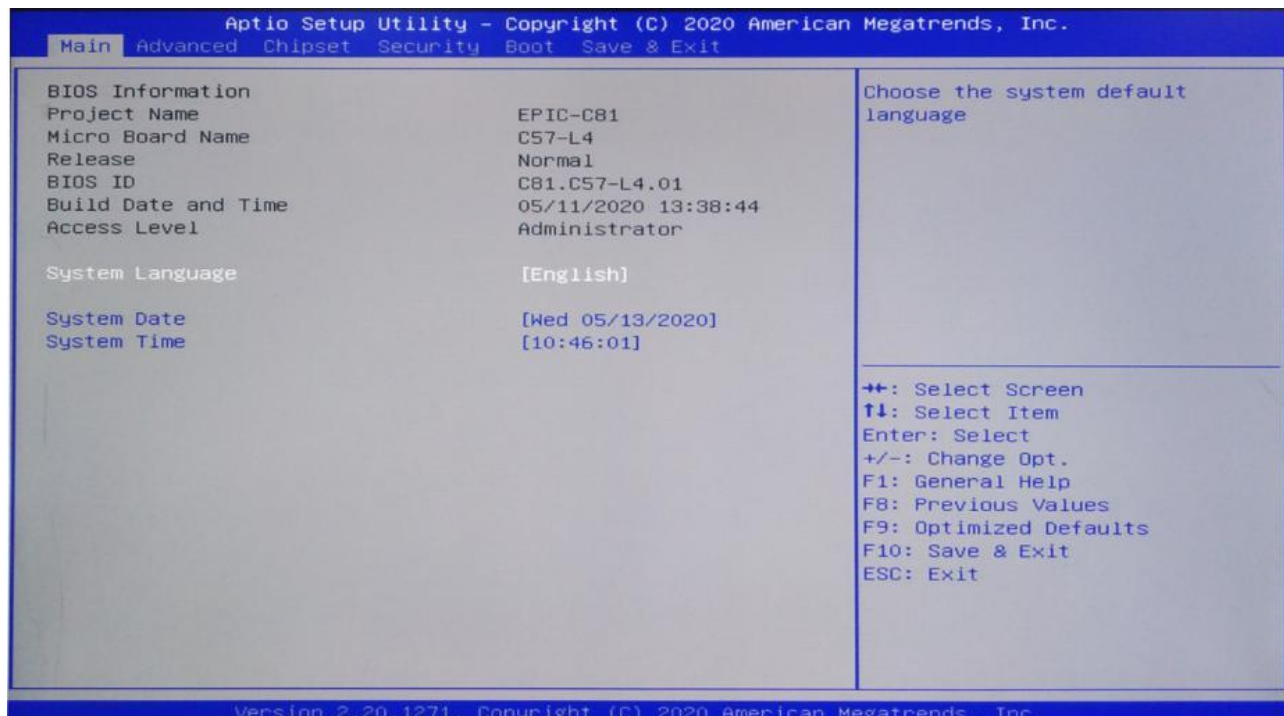 Aptio Setup Utility – Copyright (C) 2020 American Megatrends, Inc.
Main Advanced Chipset Security Boot Save & Exit
BIOS Information
Project Name EPIC-C81
Micro Board Name C57-L4
Release Normal
BIOS ID C81.C57-L4.01
Build Date and Time 05/11/2020 13:38:44
Access Level Administrator
System Language [English]
System Date [Wed 05/13/2020]
System Time [10:46:01]
Choose the system default
language
→←: Select Screen
↑↓: Select Item
Enter: Select
+/-: Change Opt.
F1: General Help
F8: Previous Values
F9: Optimized Defaults
F10: Save & Exit
ESC: Exit
Version 2.20.1271. Copyright (C) 2020 American Megatrends, Inc.